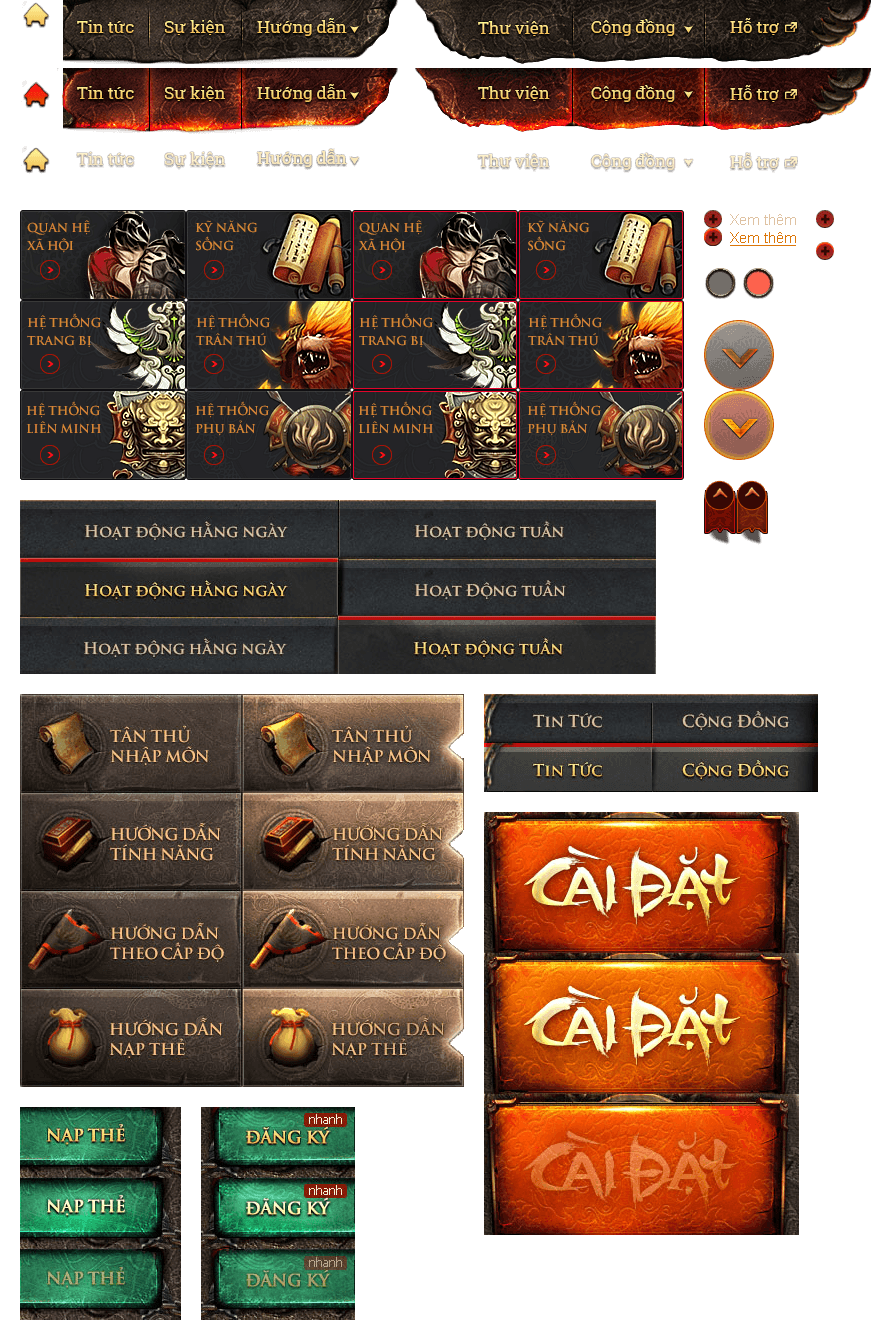 Tin tức Sự kiện Hướng dẫn Thư viện Cộng đồng Hỗ trợ
Tin tức Sự kiện Hướng dẫn Thư viện Cộng đồng Hỗ trợ
Tin tức Sự kiện Hướng dẫn Thư viện Cộng đồng Hỗ trợ
QUAN HỆ
XÃ HỘI
KỸ NĂNG
SỐNG
QUAN HỆ
XÃ HỘI
KỸ NĂNG
SỐNG
Xem thêm
Xem thêm
HỆ THỐNG
TRANG BỊ
HỆ THỐNG
TRÂN THÚ
HỆ THỐNG
TRANG BỊ
HỆ THỐNG
TRÂN THÚ
HỆ THỐNG
LIÊN MINH
HỆ THỐNG
PHỤ BẢN
HỆ THỐNG
LIÊN MINH
HỆ THỐNG
PHỤ BẢN
HOẠT ĐỘNG HẰNG NGÀY HOẠT ĐỘNG TUẦN
HOẠT ĐỘNG HẰNG NGÀY HOẠT ĐỘNG TUẦN
HOẠT ĐỘNG HẰNG NGÀY HOẠT ĐỘNG TUẦN
TÂN THỦ
NHẬP MÔN
TÂN THỦ
NHẬP MÔN
HƯỚNG DẪN
TÍNH NĂNG
HƯỚNG DẪN
TÍNH NĂNG
HƯỚNG DẪN
THEO CẤP ĐỘ
HƯỚNG DẪN
THEO CẤP ĐỘ
HƯỚNG DẪN
NẠP THẺ
HƯỚNG DẪN
NẠP THẺ
TIN TỨC CỘNG ĐỒNG
TIN TỨC CỘNG ĐỒNG
CÀI ĐẶT
CÀI ĐẶT
CÀI ĐẶT
NẠP THẺ
nhanh
ĐĂNG KÝ
NẠP THẺ
nhanh
ĐĂNG KÝ
NẠP THẺ
nhanh
ĐĂNG KÝ